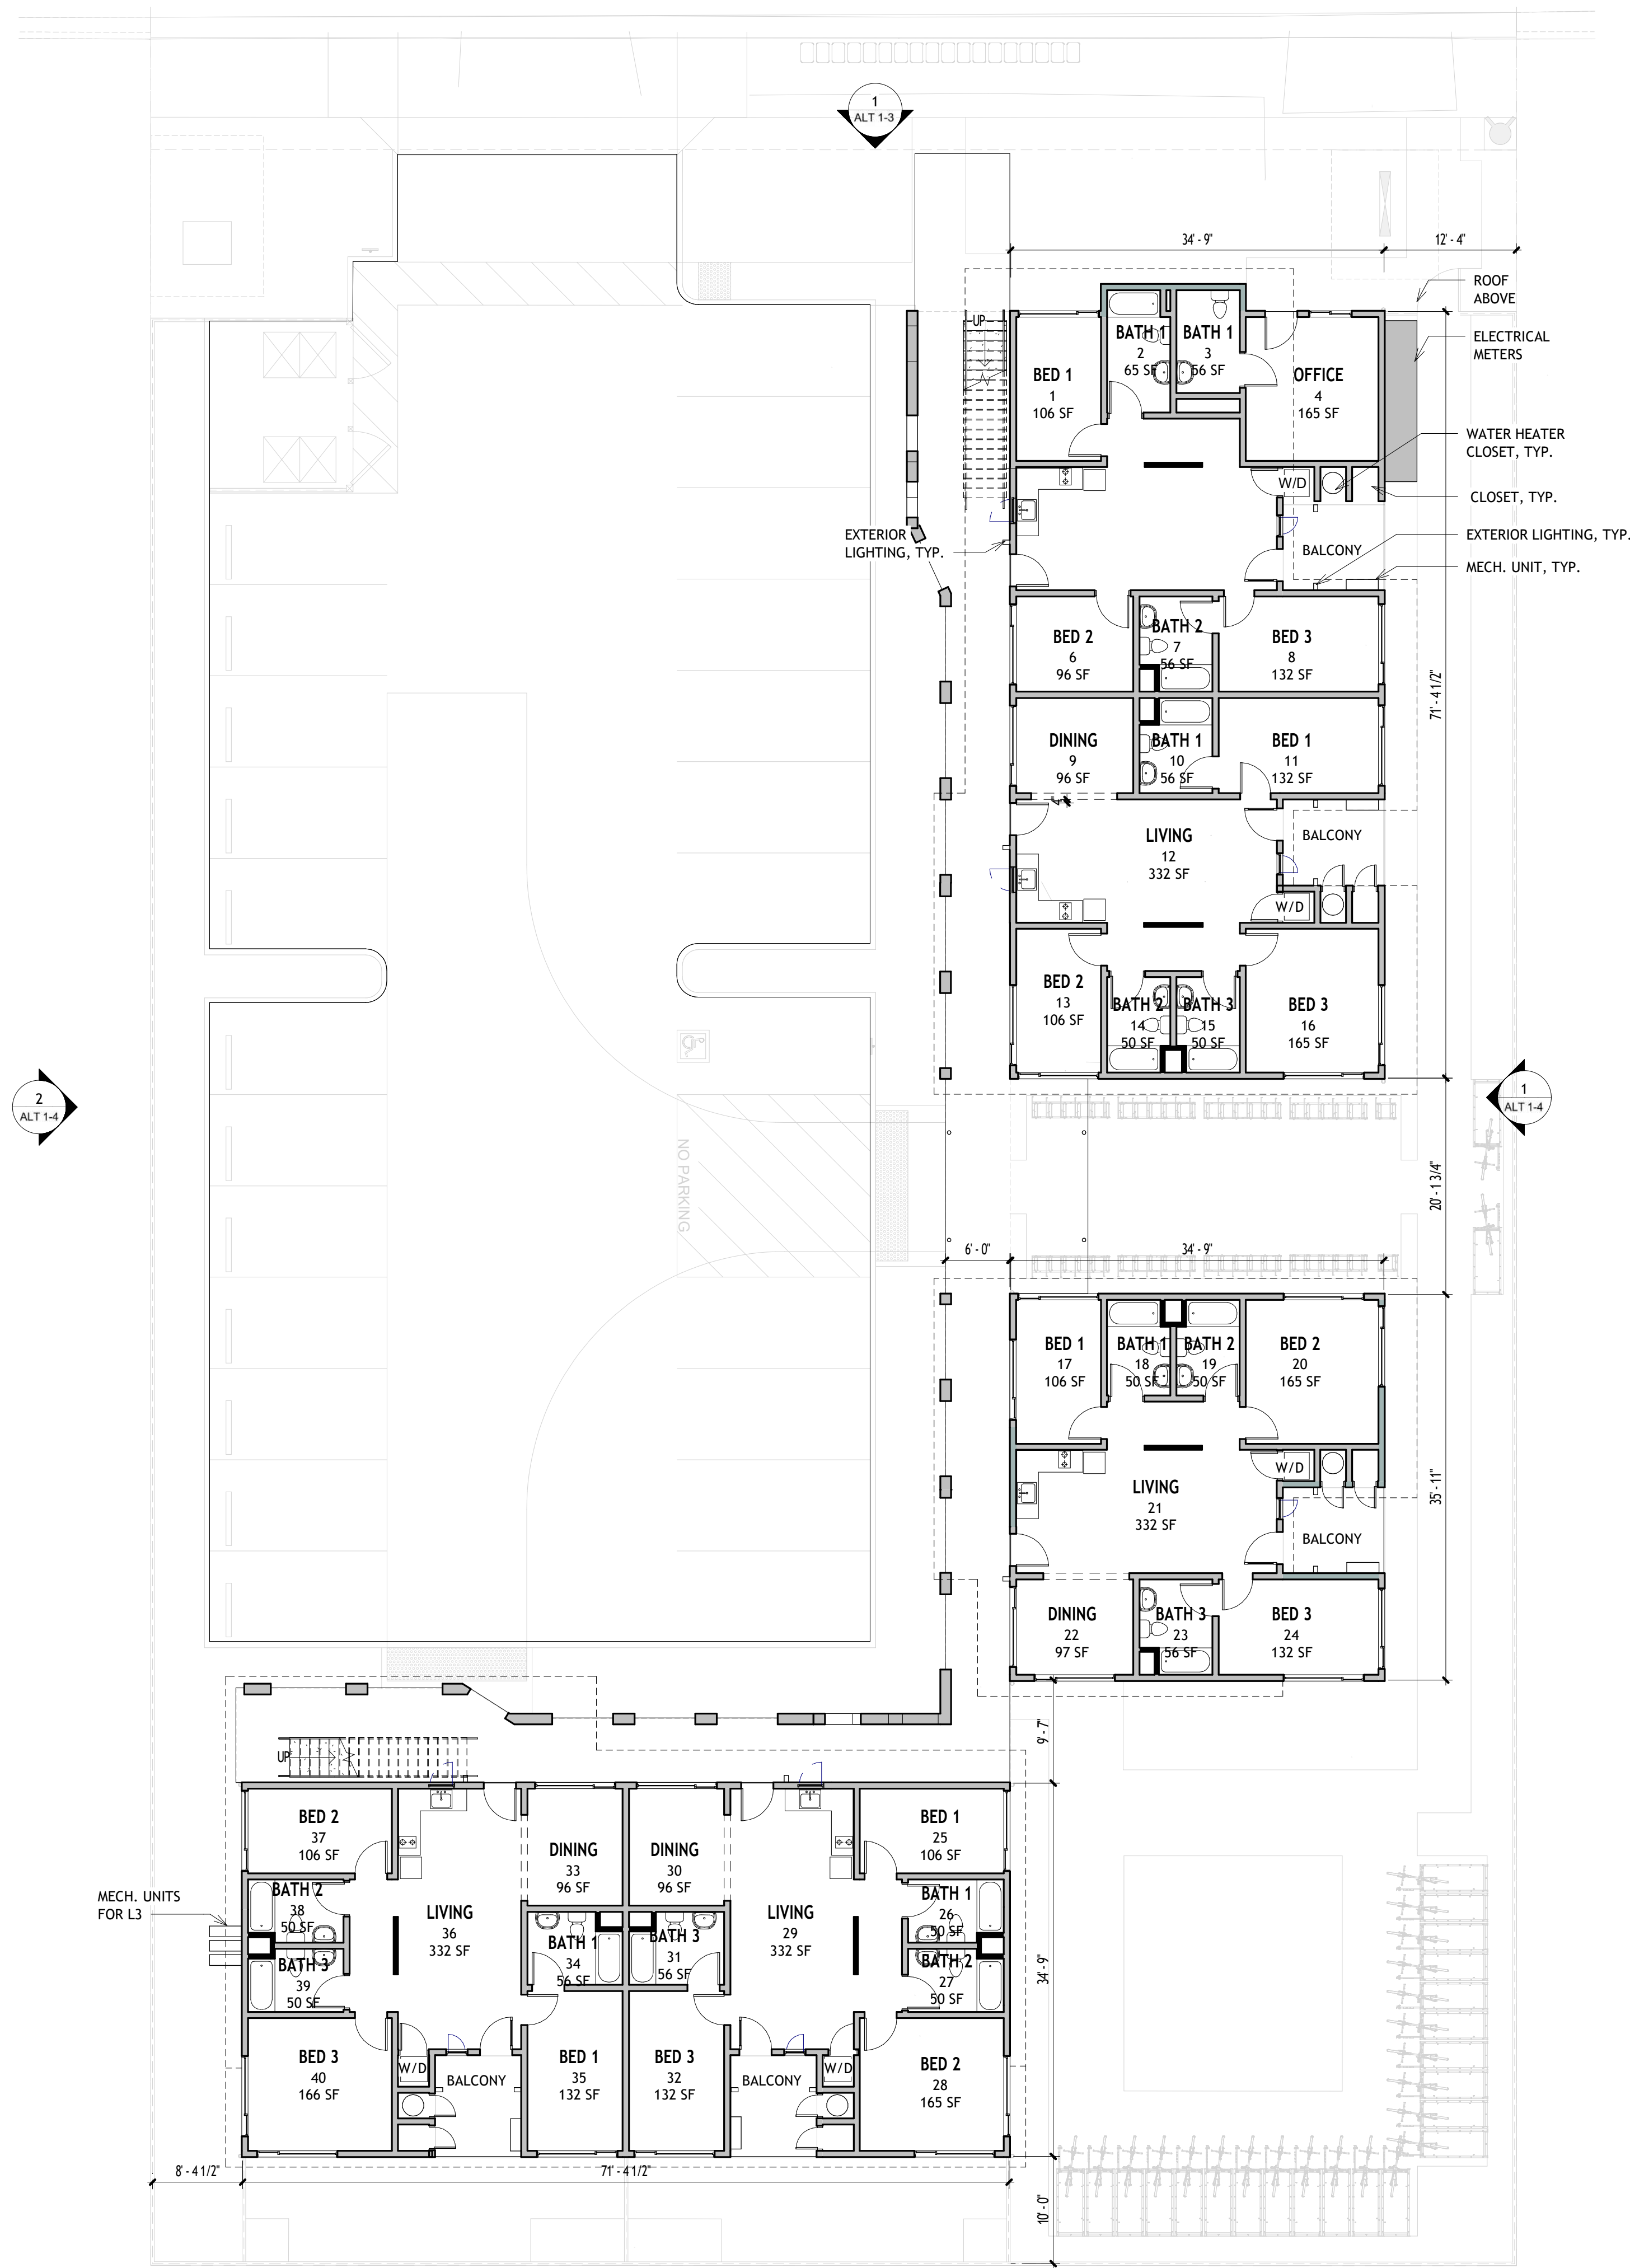 1
ALT 1-3
34' - 9"
12' - 4"
ROOF
ABOVE
ELECTRICAL
METERS
UP
BED 1
1
106 SF
BATH 1
2
65 SF
BATH 1
3
56 SF
OFFICE
4
165 SF
WATER HEATER
CLOSET, TYP.
W/D
CLOSET, TYP.
EXTERIOR
LIGHTING, TYP.
EXTERIOR LIGHTING, TYP.
BALCONY
MECH. UNIT, TYP.
BED 2
6
96 SF
BATH 2
7
56 SF
BED 3
8
132 SF
71' - 4 1/2"
DINING
9
96 SF
BATH 1
10
56 SF
BED 1
11
132 SF
LIVING
12
332 SF
BALCONY
W/D
BED 2
13
106 SF
BATH 2
14
50 SF
BATH 3
15
50 SF
BED 3
16
165 SF
2
ALT 1-4
1
ALT 1-4
NO PARKING
20' - 1 3/4"
6' - 0"
34' - 9"
BED 1
17
106 SF
BATH 1
18
50 SF
BATH 2
19
50 SF
BED 2
20
165 SF
W/D
LIVING
21
332 SF
BALCONY
35' - 11"
DINING
22
97 SF
BATH 3
23
56 SF
BED 3
24
132 SF
9' - 7"
UP
BED 2
37
106 SF
DINING
33
96 SF
DINING
30
96 SF
BED 1
25
106 SF
MECH. UNITS
FOR L3
BATH 2
38
50 SF
LIVING
36
332 SF
BATH 1
34
56 SF
BATH 3
31
56 SF
LIVING
29
332 SF
BATH 1
26
50 SF
BATH 3
39
50 SF
BATH 2
27
50 SF
34' - 9"
BED 3
40
166 SF
W/D
BALCONY
BED 1
35
132 SF
BED 3
32
132 SF
BALCONY
W/D
BED 2
28
165 SF
8' - 4 1/2"
71' - 4 1/2"
10' - 0"